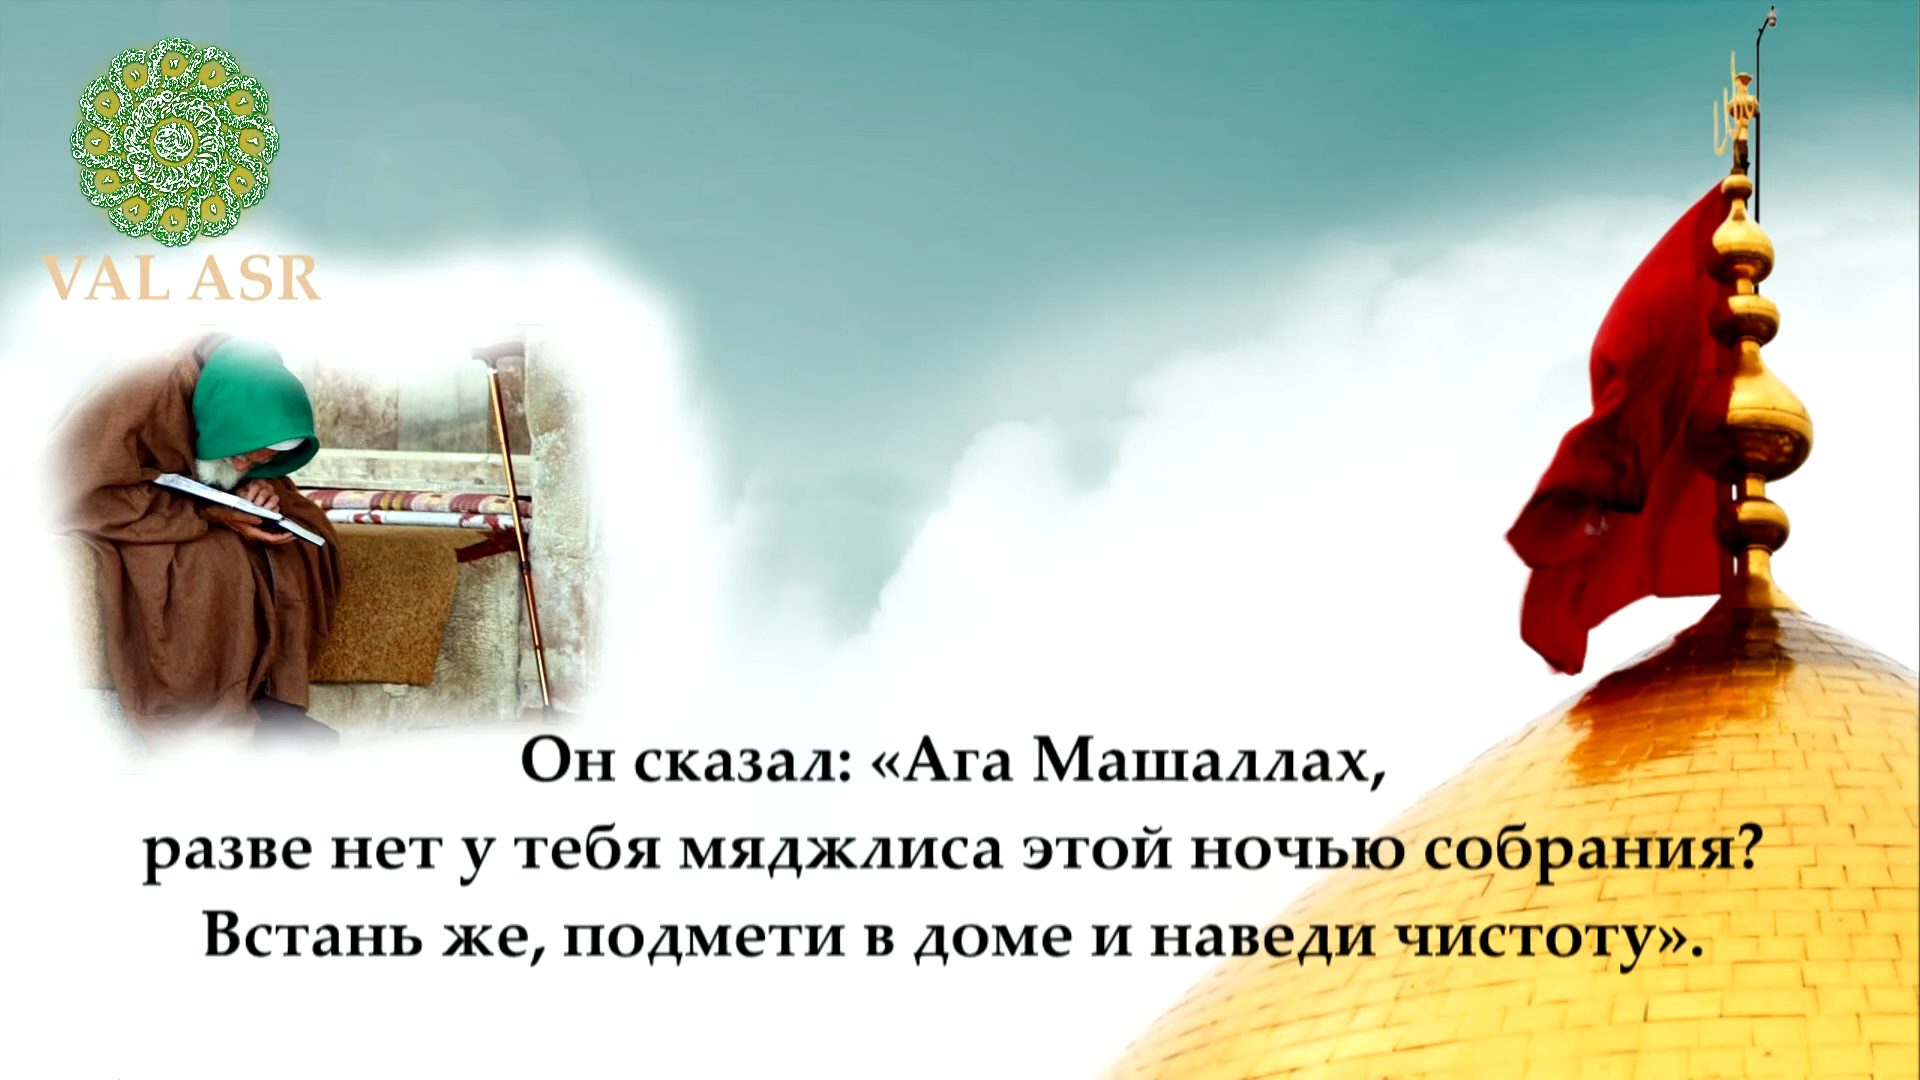 VAL ASR
Он сказал: «Ага Машаллах,
разве нет у тебя мяджлиса этой ночью собрания?
Встань же, подмети в доме и наведи чистоту».